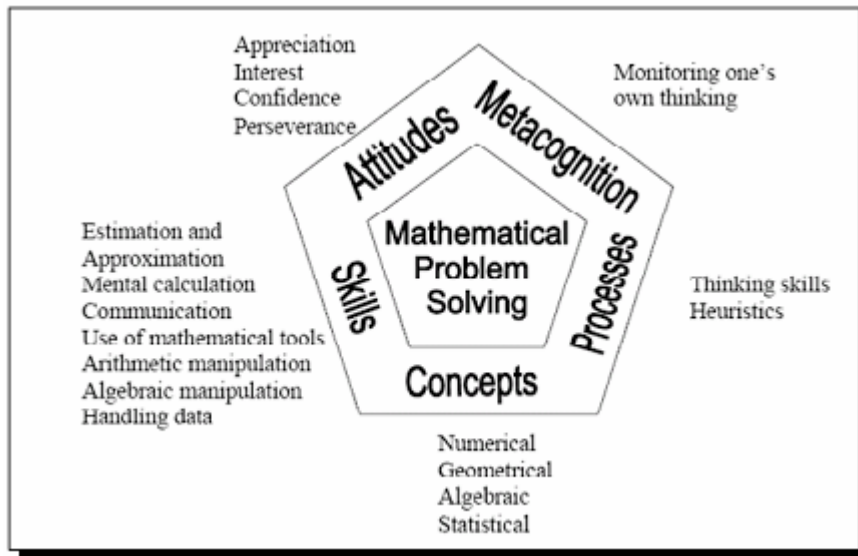 Appreciation
Interest
Confidence
Perseverance
Monitoring one's
own thinking
Attitudes
Metacognition
Mathematical
Problem
Solving
Estimation and
Approximation
Mental calculation
Communication
Use of mathematical tools
Arithmetic manipulation
Algebraic manipulation
Handling data
Skills
Processes
Thinking skills
Heuristics
Concepts
Numerical
Geometrical
Algebraic
Statistical